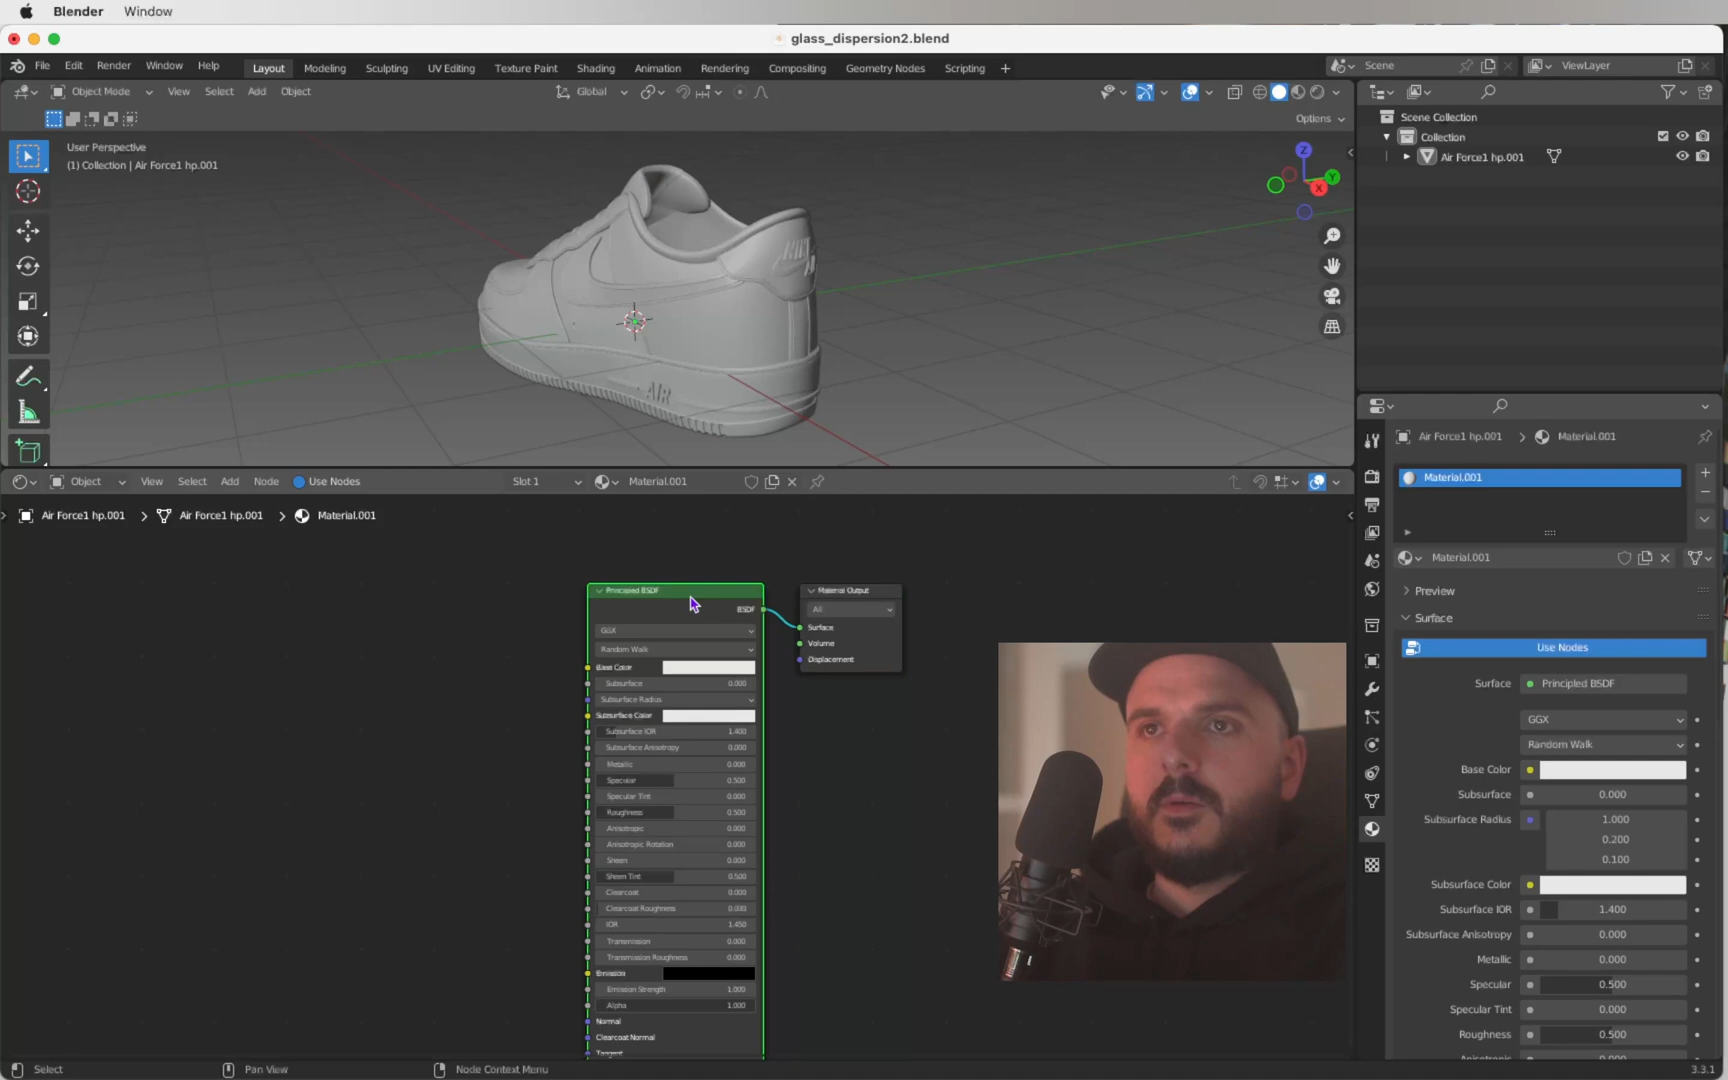 Blender Window
glass_dispersion2.blend
File Edit Render Window Help Layout Modeling Sculpting UV Editing Texture Paint Shading Animation Rendering Compositing Geometry Nodes Scripting + Scene ViewLayer
Object Mode View Select Add Object Global
Options
User Perspective
(1) Collection | Air Force1 hp.001
Z
Y
X
NIKE
AIR
AIR
Scene Collection
Collection
Air Force1 hp.001
Object View Select Add Node Use Nodes Slot 1 Material.001
Air Force1 hp.001 > Air Force1 hp.001 > Material.001
Principled BSDF
BSDF
GGX
Random Walk
Base Color
Subsurface 0.000
Subsurface Radius
Subsurface Color
Subsurface IOR 1.400
Subsurface Anisotropy 0.000
Metallic 0.000
Specular 0.500
Specular Tint 0.000
Roughness 0.500
Anisotropic 0.000
Anisotropic Rotation 0.000
Sheen 0.000
Sheen Tint 0.500
Clearcoat 0.000
Clearcoat Roughness 0.030
IOR 1.450
Transmission 0.000
Transmission Roughness 0.000
Emission
Emission Strength 1.000
Alpha 1.000
Normal
Clearcoat Normal
Tangent
Material Output
All
Surface
Volume
Displacement
Air Force1 hp.001 > Material.001
Material.001
Material.001
Preview
Surface
Use Nodes
Surface Principled BSDF
GGX
Random Walk
Base Color
Subsurface 0.000
Subsurface Radius 1.000
0.200
0.100
Subsurface Color
Subsurface IOR 1.400
Subsurface Anisotropy 0.000
Metallic 0.000
Specular 0.500
Specular Tint 0.000
Roughness 0.500
Anisotropic 0.000
Select Pan View Node Context Menu 3.3.1